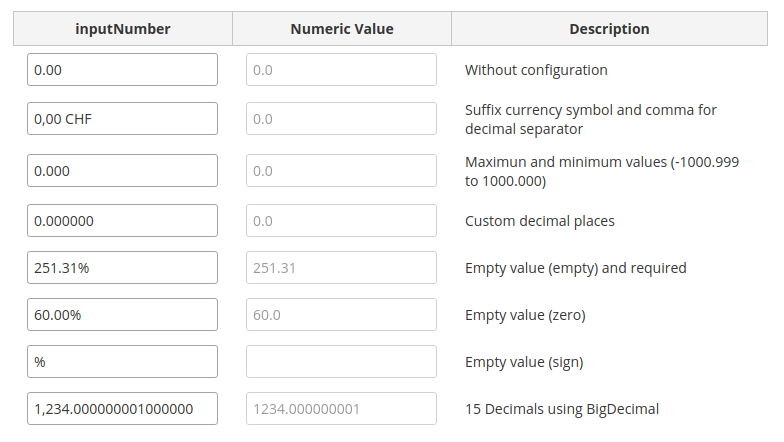 inputNumber Numeric Value Description
0.00 0.0 Without configuration
0,00 CHF 0.0 Suffix currency symbol and comma for
decimal separator
0.000 0.0 Maximun and minimum values (-1000.999
to 1000.000)
0.000000 0.0 Custom decimal places
251.31% 251.31 Empty value (empty) and required
60.00% 60.0 Empty value (zero)
% Empty value (sign)
1,234.000000001000000 1234.000000001 15 Decimals using BigDecimal